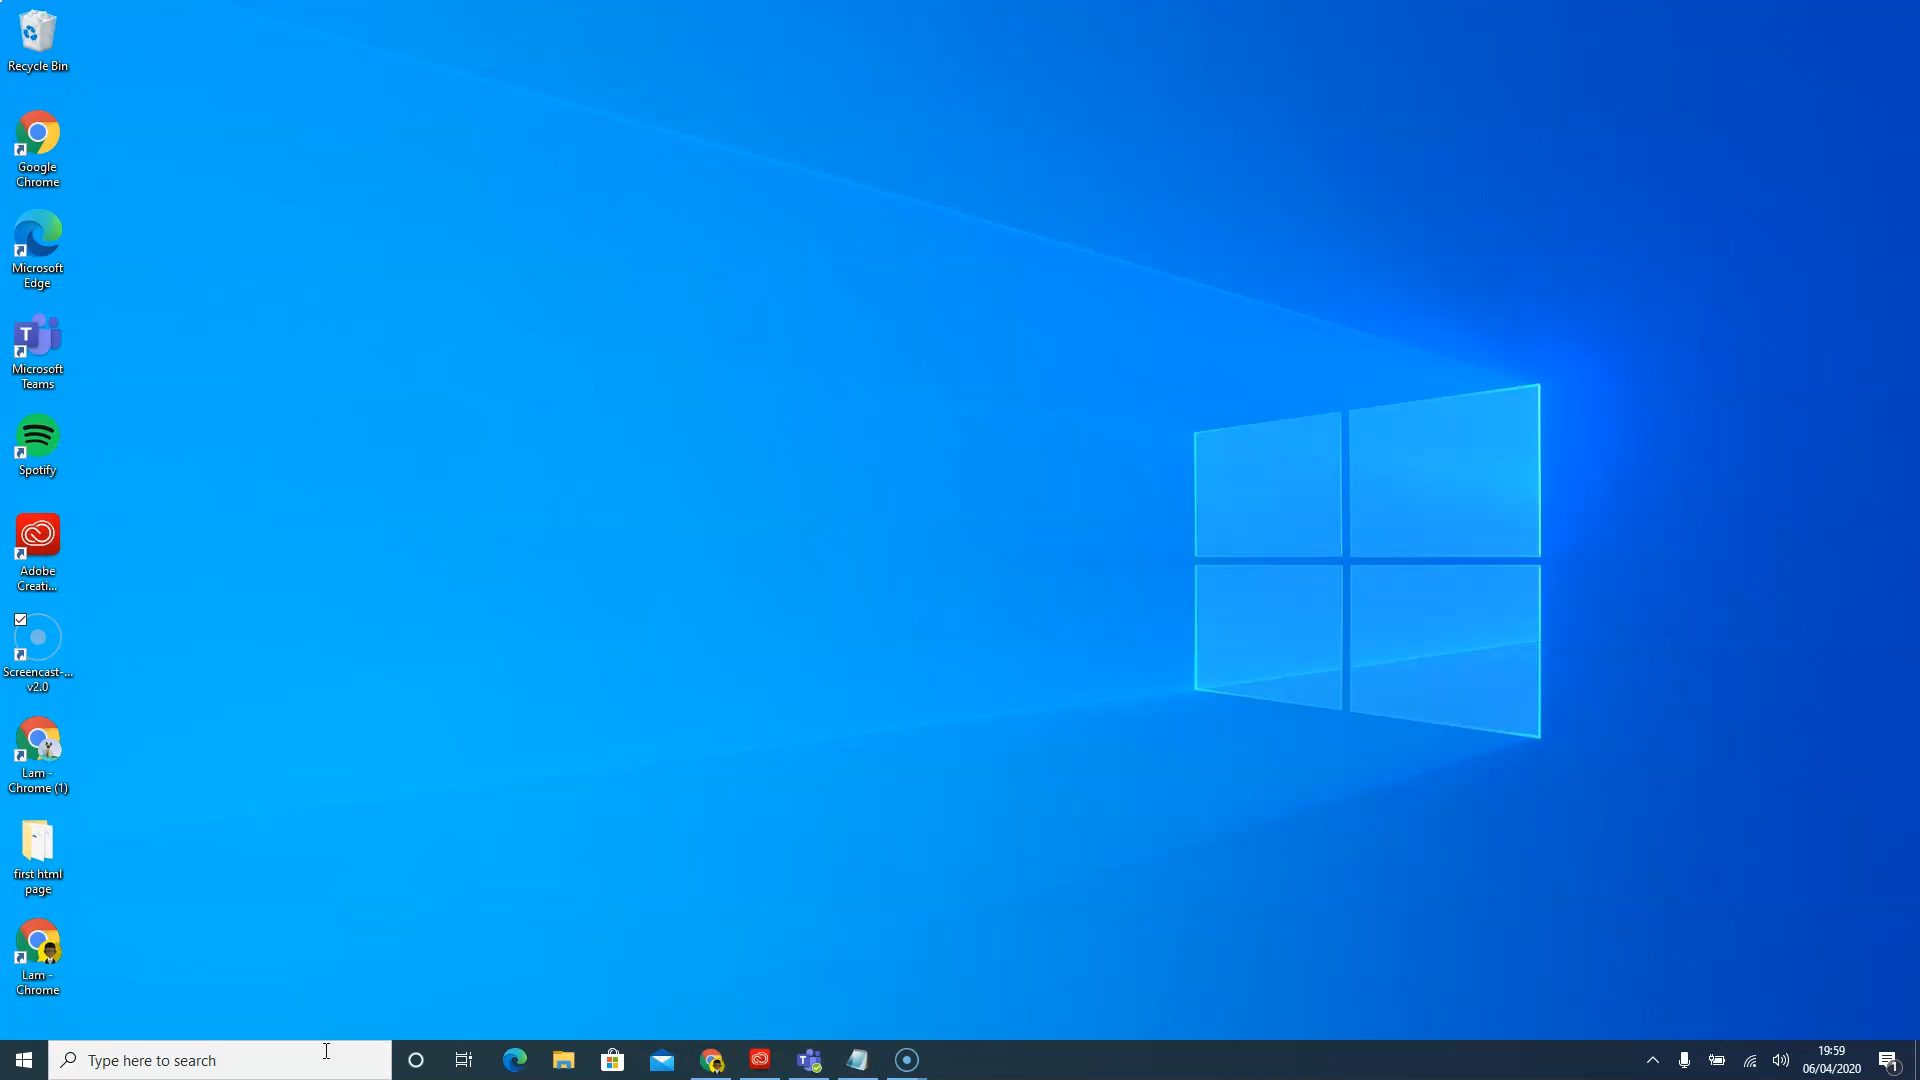 Recycle Bin
Google
Chrome
Microsoft
Edge
Microsoft
Teams
Spotify
Adobe
Creati...
Screencast-...
v2.0
Lam -
Chrome (1)
first html
page
Lam -
Chrome
Type here to search
19:59
06/04/2020
1